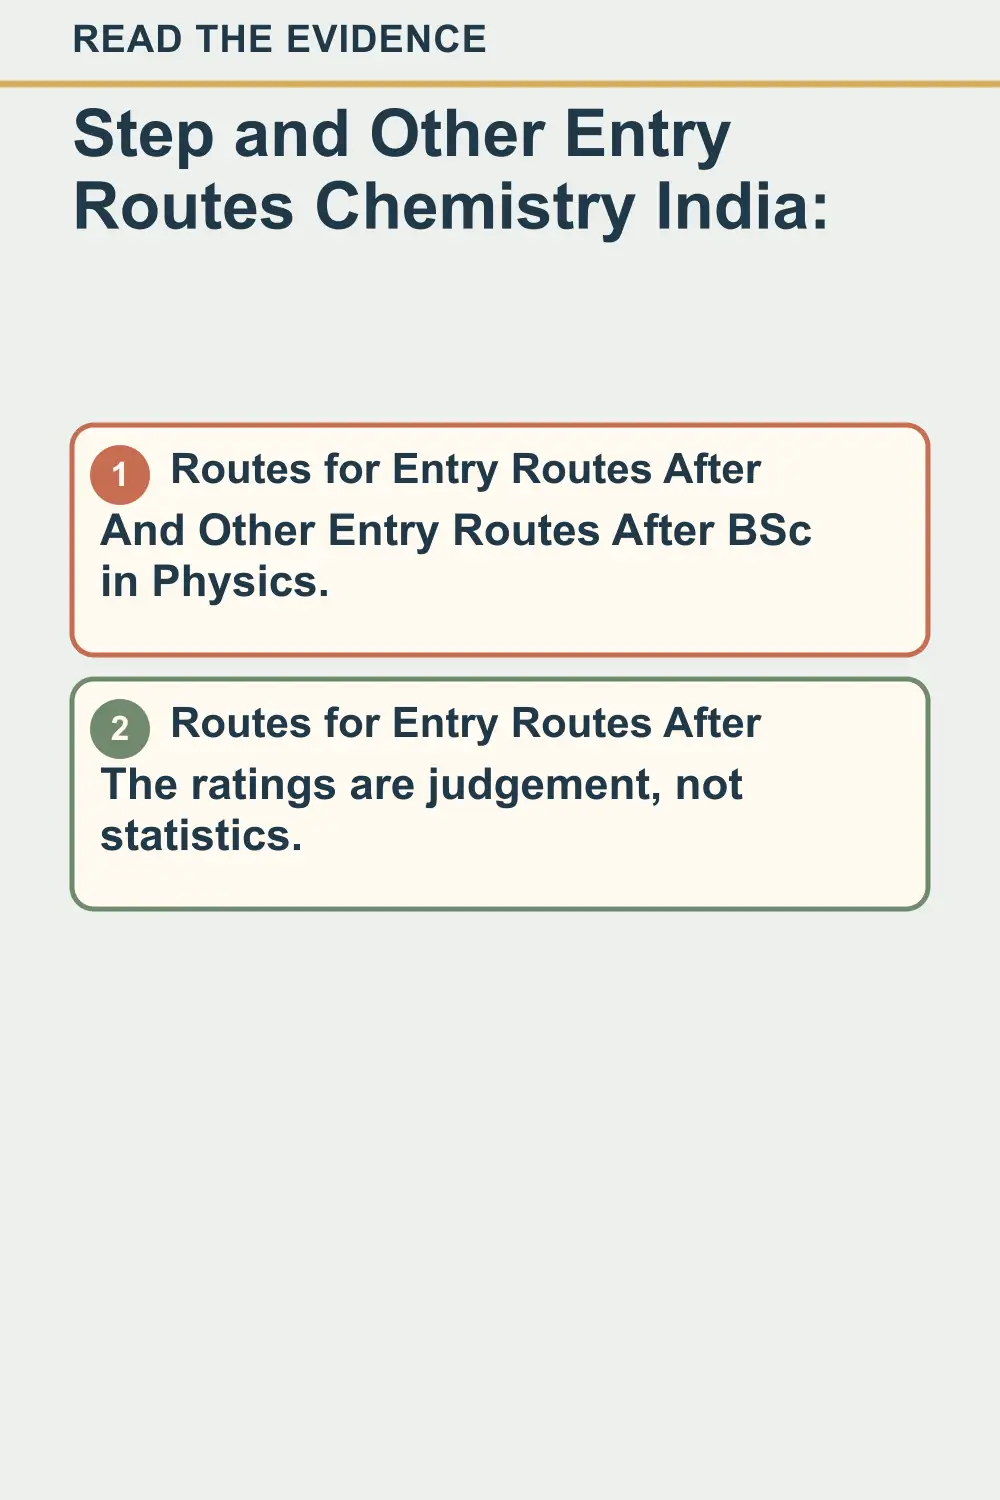 READ THE EVIDENCE
Step and Other Entry
Routes Chemistry India:
1 Routes for Entry Routes After
And Other Entry Routes After BSc
in Physics.
2 Routes for Entry Routes After
The ratings are judgement, not
statistics.